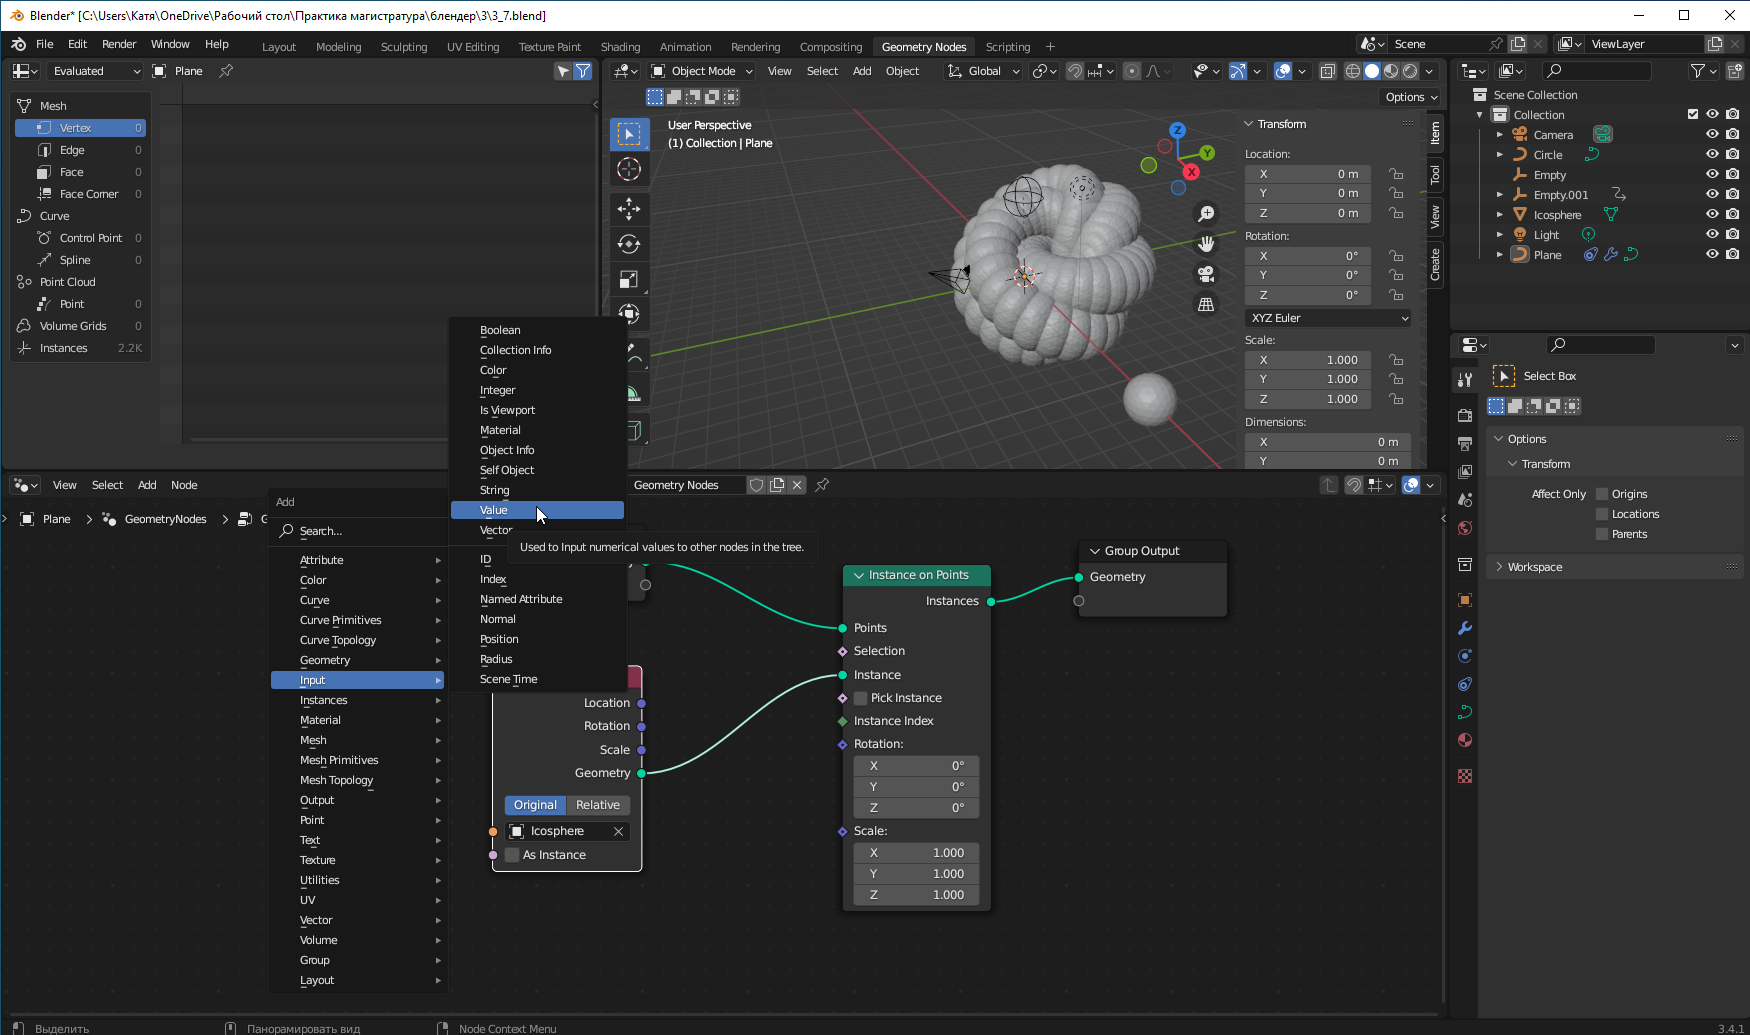 Blender* [C:\Users\Катя\OneDrive\Рабочий стол\Практика магистратура\блендер\3\3_7.blend]
File Edit Render Window Help Layout Modeling Sculpting UV Editing Texture Paint Shading Animation Rendering Compositing Geometry Nodes Scripting + Scene ViewLayer
Evaluated Plane
Object Mode View Select Add Object Global
Options
Mesh
Vertex 0
Edge 0
Face 0
Face Corner 0
Curve
Control Point 0
Spline 0
Point Cloud
Point 0
Volume Grids 0
Instances 2.2K
User Perspective
(1) Collection | Plane
Z
Y
X
Transform
Location:
X 0 m
Y 0 m
Z 0 m
Rotation:
X 0°
Y 0°
Z 0°
XYZ Euler
Scale:
X 1.000
Y 1.000
Z 1.000
Dimensions:
X 0 m
Y 0 m
Item
Tool
View
Create
Scene Collection
Collection
Camera
Circle
Empty
Empty.001
Icosphere
Light
Plane
Select Box
Options
Transform
Affect Only Origins
Locations
Parents
Workspace
View Select Add Node
Geometry Nodes
Plane GeometryNodes G
Add
Search...
Attribute
Color
Curve
Curve Primitives
Curve Topology
Geometry
Input
Instances
Material
Mesh
Mesh Primitives
Mesh Topology
Output
Point
Text
Texture
Utilities
UV
Vector
Volume
Group
Layout
Boolean
Collection Info
Color
Integer
Is Viewport
Material
Object Info
Self Object
String
Value
Vector
Used to Input numerical values to other nodes in the tree.
ID
Index
Named Attribute
Normal
Position
Radius
Scene Time
Location
Rotation
Scale
Geometry
Original Relative
Icosphere
As Instance
Instance on Points
Instances
Points
Selection
Instance
Pick Instance
Instance Index
Rotation:
X 0°
Y 0°
Z 0°
Scale:
X 1.000
Y 1.000
Z 1.000
Group Output
Geometry
Выделить Панорамировать вид Node Context Menu 3.4.1